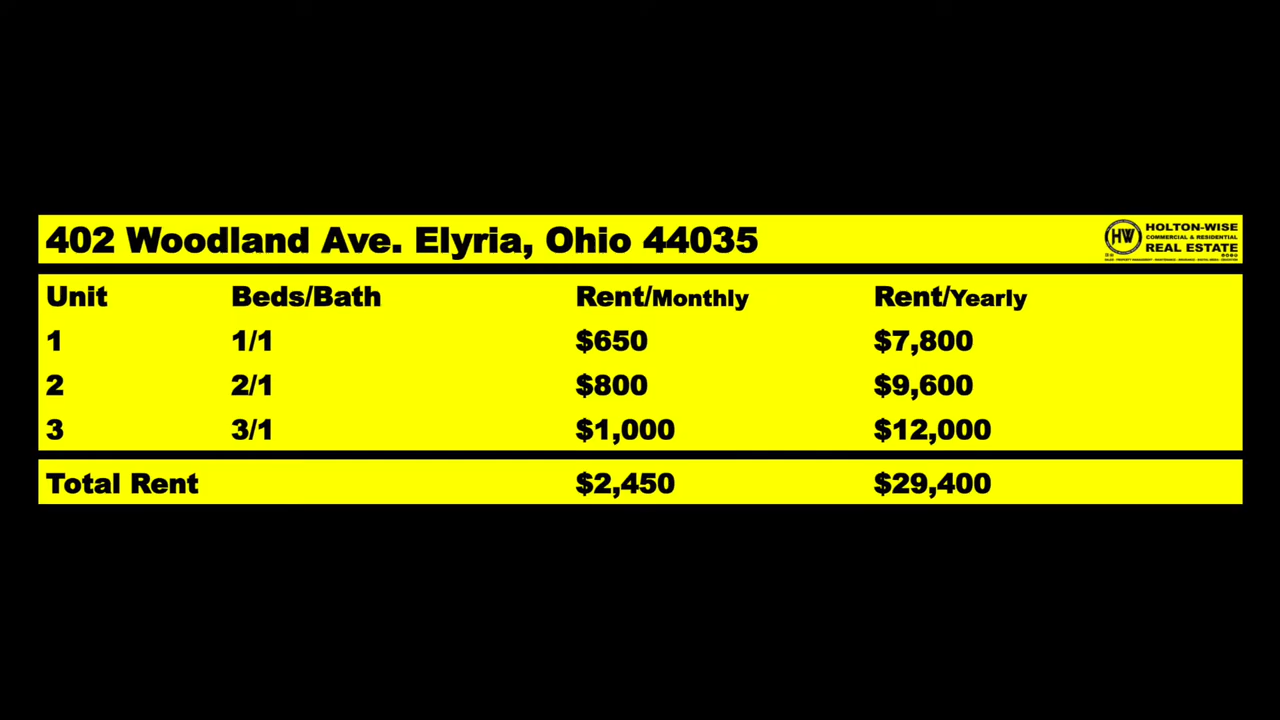 402 Woodland Ave. Elyria, Ohio 44035
HW
HOLTON-WISE
COMMERCIAL & RESIDENTIAL
REAL ESTATE
Unit Beds/Bath Rent/Monthly Rent/Yearly
1 1/1 $650 $7,800
2 2/1 $800 $9,600
3 3/1 $1,000 $12,000
Total Rent $2,450 $29,400